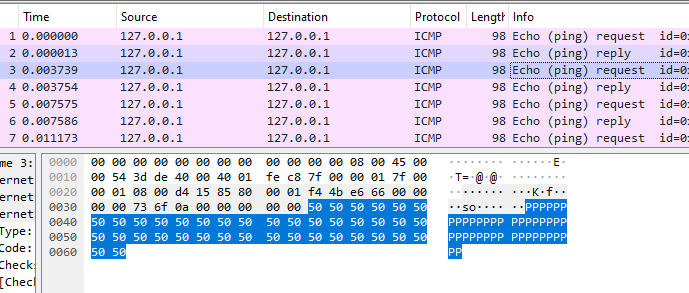 Time Source Destination Protocol Length Info
1 0.000000 127.0.0.1 127.0.0.1 ICMP 98 Echo (ping) request id=0
2 0.000013 127.0.0.1 127.0.0.1 ICMP 98 Echo (ping) reply id=0
3 0.003739 127.0.0.1 127.0.0.1 ICMP 98 Echo (ping) request id=0
4 0.003754 127.0.0.1 127.0.0.1 ICMP 98 Echo (ping) reply id=0
5 0.007575 127.0.0.1 127.0.0.1 ICMP 98 Echo (ping) request id=0
6 0.007586 127.0.0.1 127.0.0.1 ICMP 98 Echo (ping) reply id=0
7 0.011173 127.0.0.1 127.0.0.1 ICMP 98 Echo (ping) request id=0
me 3:
ernet
ernet
ernet
Type:
Code:
Checks
[Chec
0000 00 00 00 00 00 00 00 00 00 00 00 00 08 00 45 00 ········ ······E·
0010 00 54 3d de 40 00 40 01 fe c8 7f 00 00 01 7f 00 ·T=·@·@· ········
0020 00 01 08 00 d4 15 85 80 00 01 f4 4b e6 66 00 00 ········ ···K·f··
0030 00 00 73 6f 0a 00 00 00 00 00 50 50 50 50 50 50 ··so···· ··PPPPPP
0040 50 50 50 50 50 50 50 50 50 50 50 50 50 50 50 50 PPPPPPPP PPPPPPPP
0050 50 50 50 50 50 50 50 50 50 50 50 50 50 50 50 50 PPPPPPPP PPPPPPPP
0060 50 50 PP